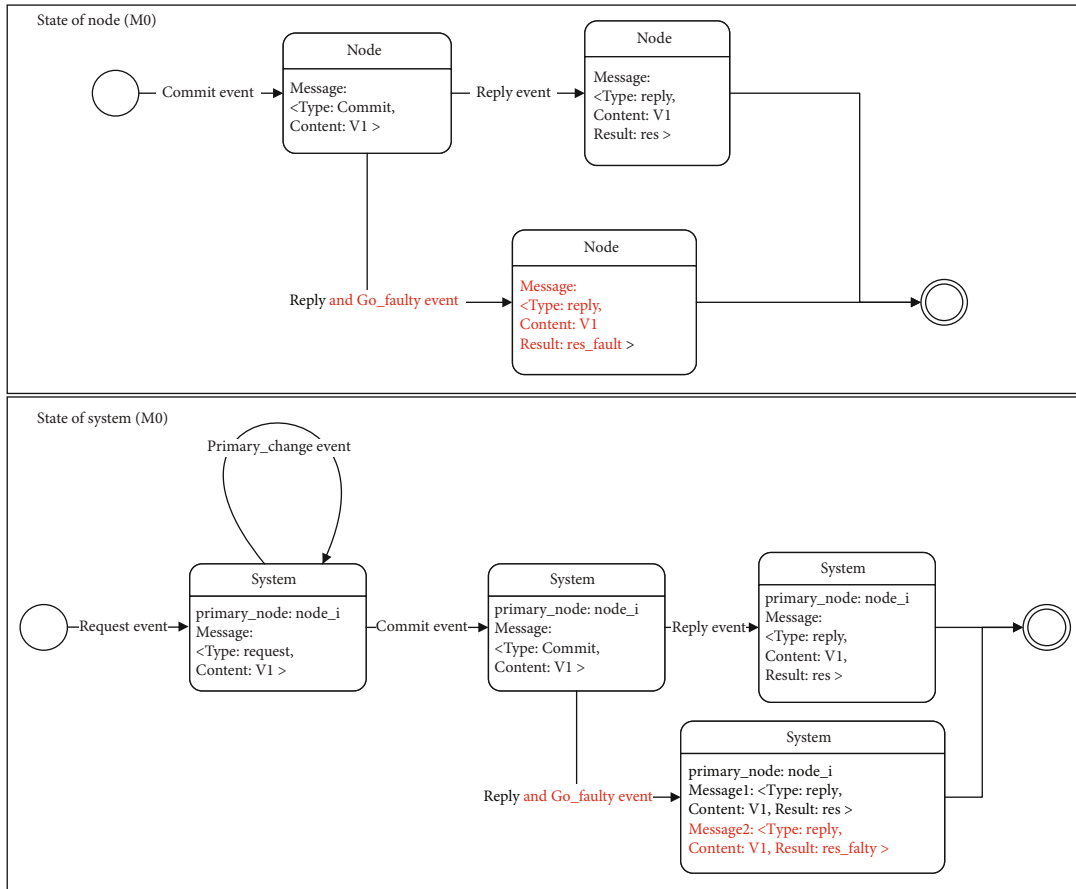 State of node (M0)
Node
Message:
<Type: Commit,
Content: V1 >
Commit event
Reply event
Node
Message:
<Type: reply,
Content: V1
Result: res >
Reply and Go_faulty event
Node
Message:
<Type: reply,
Content: V1
Result: res_fault >
State of system (M0)
Primary_change event
Request event
System
primary_node: node_i
Message:
<Type: request,
Content: V1 >
Commit event
System
primary_node: node_i
Message:
<Type: Commit,
Content: V1 >
Reply event
System
primary_node: node_i
Message:
<Type: reply,
Content: V1,
Result: res >
Reply and Go_faulty event
System
primary_node: node_i
Message1: <Type: reply,
Content: V1, Result: res >
Message2: <Type: reply,
Content: V1, Result: res_falty >